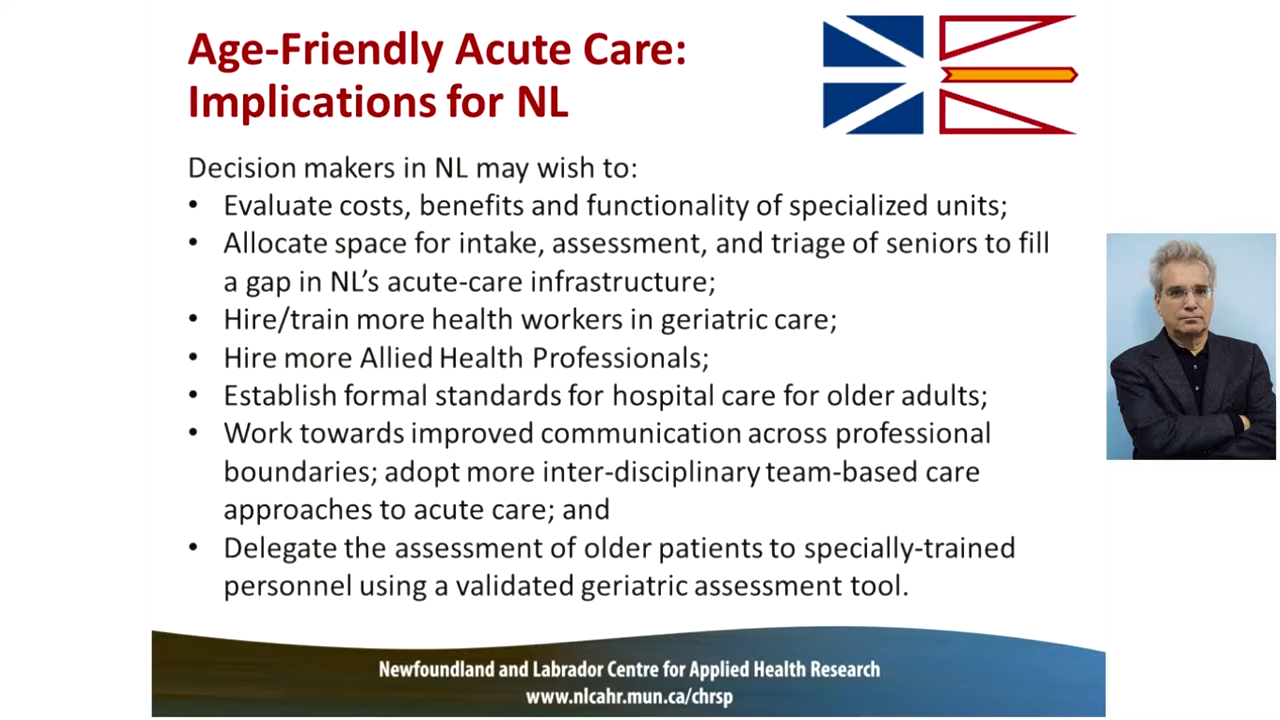 Age-Friendly Acute Care:
Implications for NL
Decision makers in NL may wish to:
• Evaluate costs, benefits and functionality of specialized units;
• Allocate space for intake, assessment, and triage of seniors to fill
a gap in NL’s acute-care infrastructure;
• Hire/train more health workers in geriatric care;
• Hire more Allied Health Professionals;
• Establish formal standards for hospital care for older adults;
• Work towards improved communication across professional
boundaries; adopt more inter-disciplinary team-based care
approaches to acute care; and
• Delegate the assessment of older patients to specially-trained
personnel using a validated geriatric assessment tool.
Newfoundland and Labrador Centre for Applied Health Research
www.nlcahr.mun.ca/chrsp